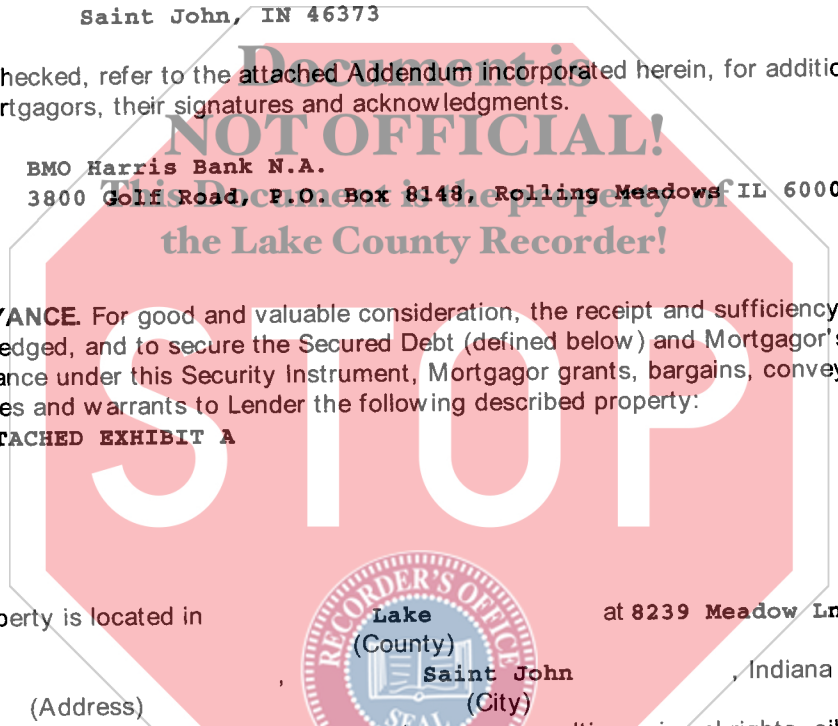 Saint John, IN 46373
hecked, refer to the attached Addendum incorporated herein, for additio
rtgagors, their signatures and acknowledgments.
Document is
NOT OFFICIAL!
BMO Harris Bank N.A.
3800 Golf Road, P.O. Box 8148, Rolling Meadows IL 6000
This Document is the property of
the Lake County Recorder!
YANCE. For good and valuable consideration, the receipt and sufficiency
edged, and to secure the Secured Debt (defined below) and Mortgagor's
ance under this Security Instrument, Mortgagor grants, bargains, convey
es and warrants to Lender the following described property:
TACHED EXHIBIT A
STOP
perty is located in Lake at 8239 Meadow Ln
(County)
, Saint John , Indiana
(Address) (City)
RECORDER'S OFFICE
SEAL